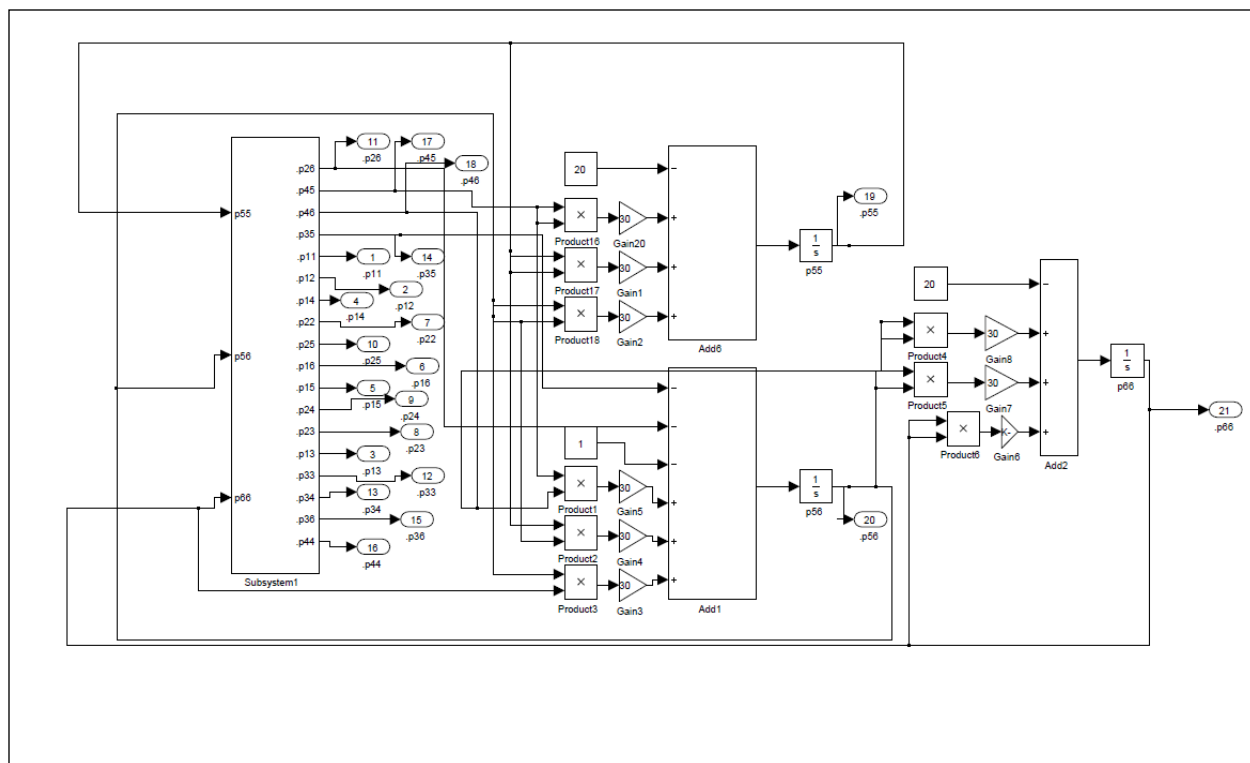 p55
p56
p66
.p26
.p45
.p46
.p35
.p11
.p12
.p14
.p22
.p25
.p16
.p15
.p24
.p23
.p13
.p33
.p34
.p36
.p44
Subsystem1
11
.p26
17
.p45
18
.p46
1
.p11
14
.p35
4
.p14
2
.p12
7
.p22
10
.p25
6
.p16
5
.p15
9
.p24
8
.p23
3
.p13
12
.p33
13
.p34
15
.p36
16
.p44
20
×
Product16
30
Gain20
×
Product17
30
Gain1
×
Product18
30
Gain2
−
+
+
+
Add6
1
s
p55
19
.p55
1
×
Product1
30
Gain5
×
Product2
30
Gain4
×
Product3
30
Gain3
−
−
−
+
+
+
Add1
1
s
p56
20
.p56
20
×
Product4
30
Gain8
×
Product5
30
Gain7
×
Product6
K-
Gain6
−
+
+
+
Add2
1
s
p66
21
.p66